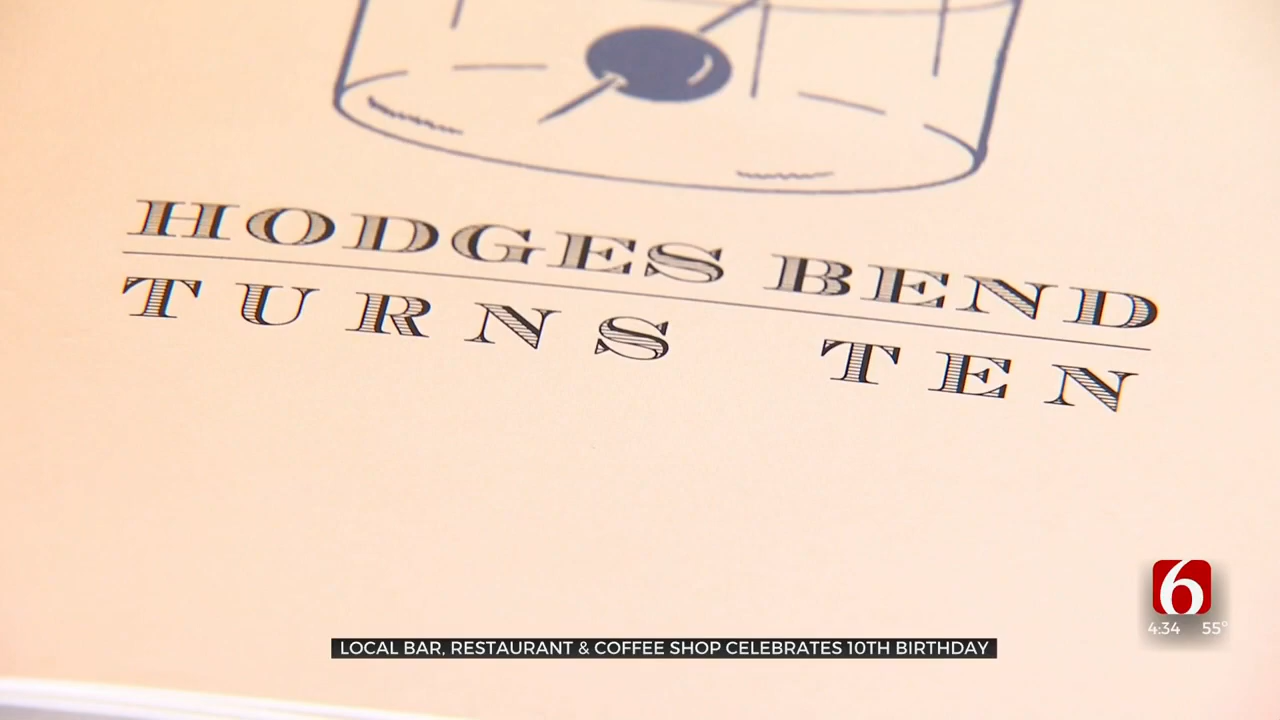 HODGES BEND
TURNS TEN
6
4:34 55°
LOCAL BAR, RESTAURANT & COFFEE SHOP CELEBRATES 10TH BIRTHDAY